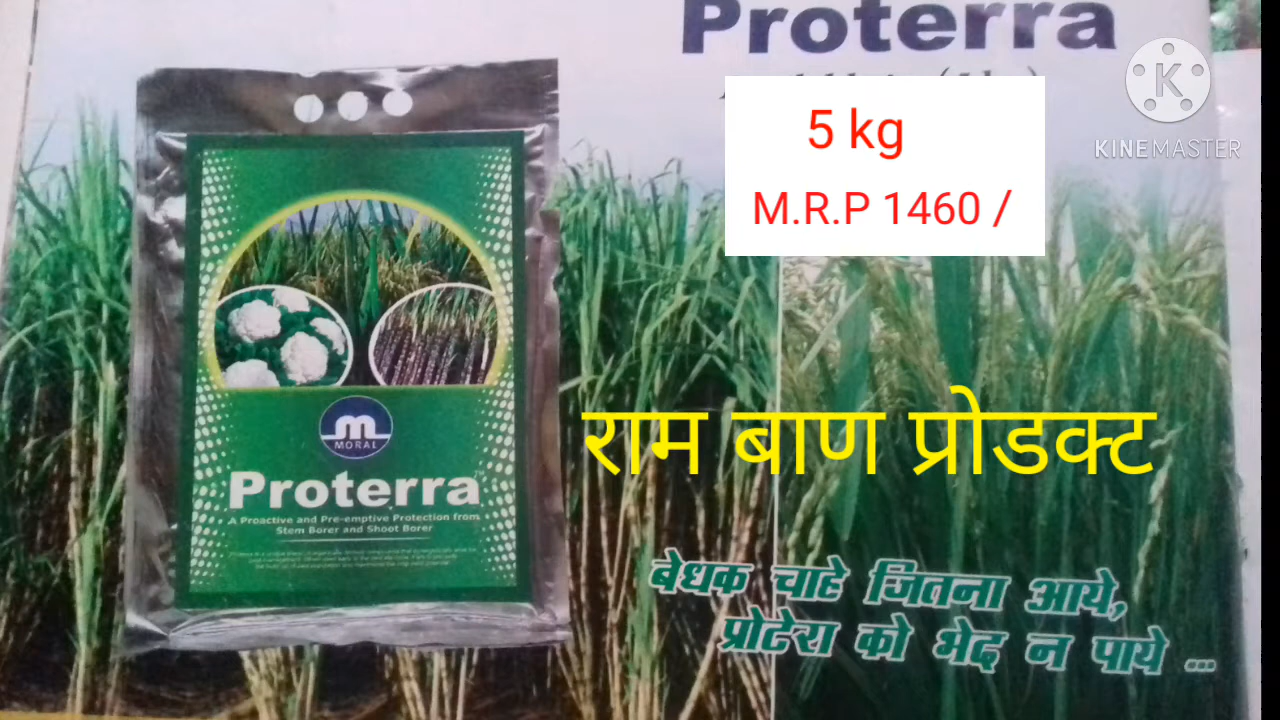 Proterra
5 kg
M.R.P 1460 /
K
KINEMASTER
m
MORAL
Proterra
A Proactive and Pre-emptive Protection from
Stem Borer and Shoot Borer
राम बाण प्रोडक्ट
बेधक चाहे जितना आये,
प्रोटेरा को भेद न पाये ...